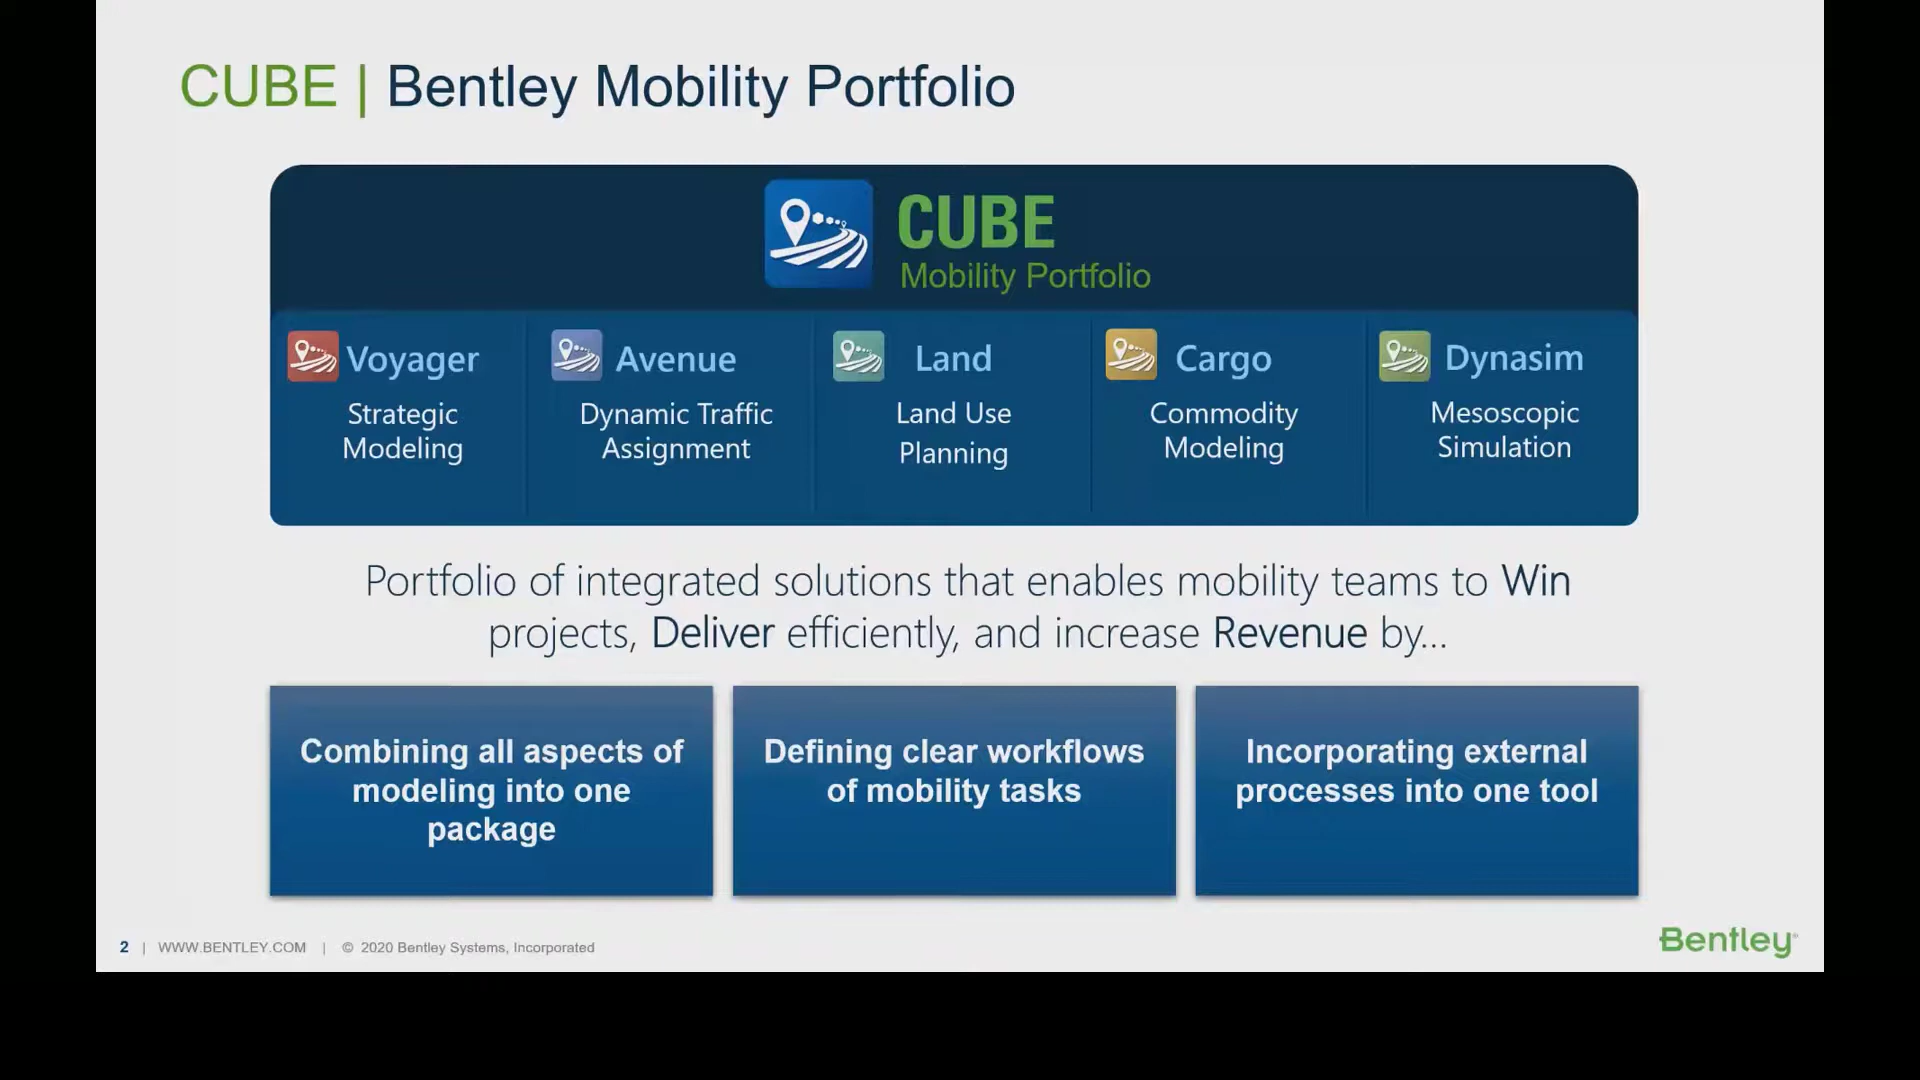 CUBE | Bentley Mobility Portfolio
CUBE
Mobility Portfolio
Voyager
Strategic
Modeling
Avenue
Dynamic Traffic
Assignment
Land
Land Use
Planning
Cargo
Commodity
Modeling
Dynasim
Mesoscopic
Simulation
Portfolio of integrated solutions that enables mobility teams to Win
projects, Deliver efficiently, and increase Revenue by...
Combining all aspects of
modeling into one
package
Defining clear workflows
of mobility tasks
Incorporating external
processes into one tool
2 | WWW.BENTLEY.COM | © 2020 Bentley Systems, Incorporated
Bentley®